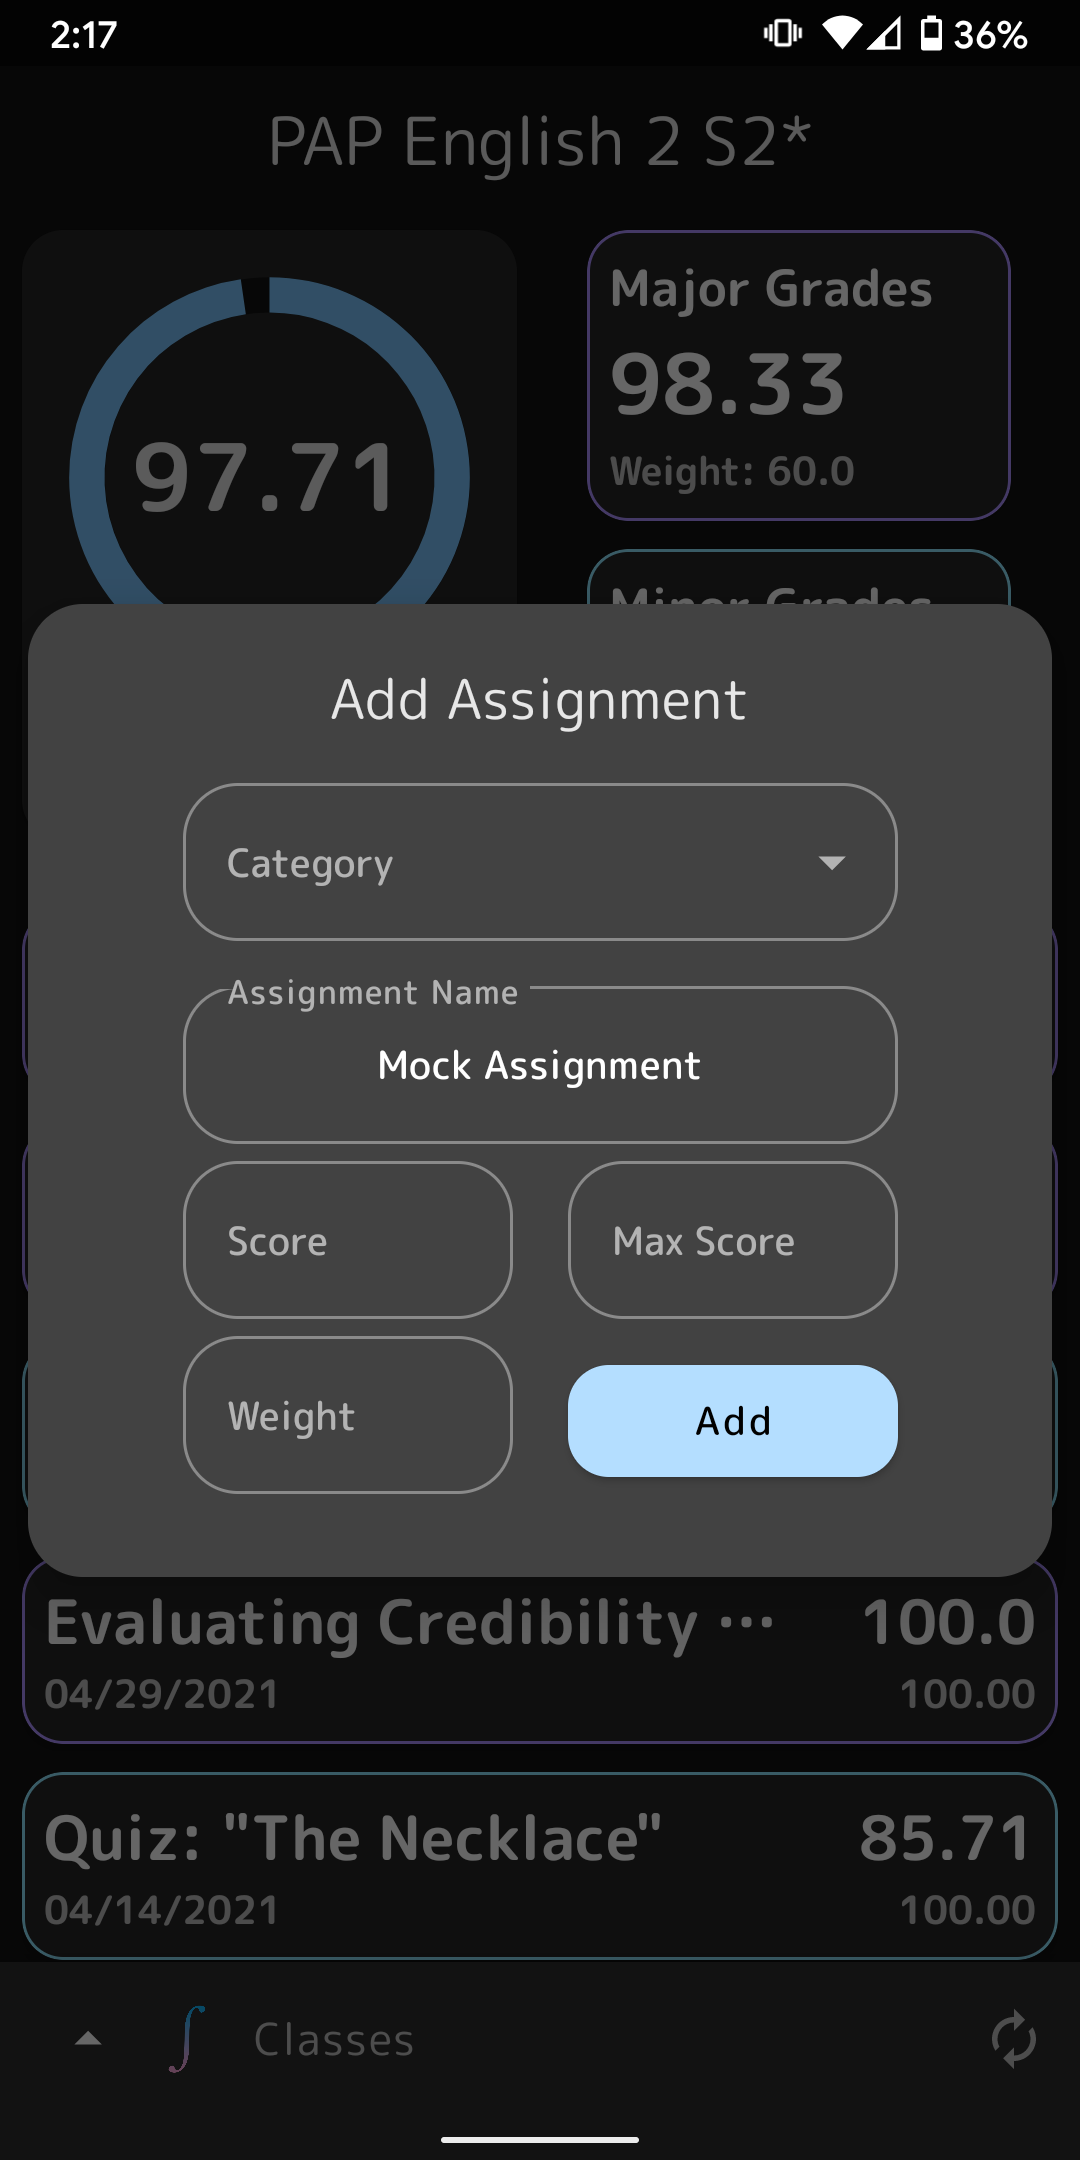 2:17
36%
PAP English 2 S2*
97.71
Major Grades
98.33
Weight: 60.0
Minor Grades
Add Assignment
Category
Assignment Name
Mock Assignment
Score
Max Score
Weight
Add
Evaluating Credibility ...
100.0
04/29/2021
100.00
Quiz: "The Necklace"
85.71
04/14/2021
100.00
Classes